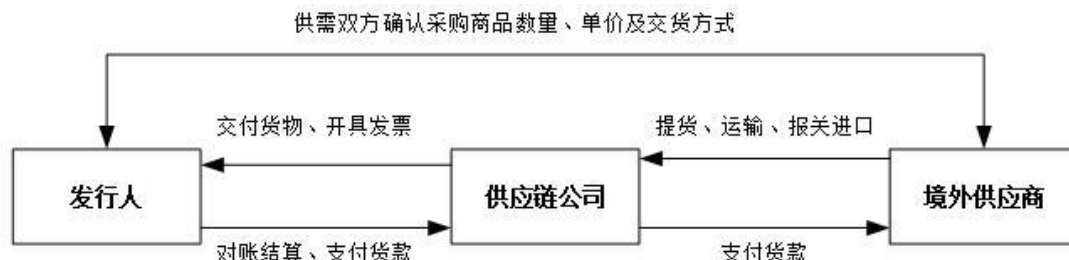 供需双方确认采购商品数量、单价及交货方式
交付货物、开具发票
提货、运输、报关进口
发行人
供应链公司
境外供应商
对账结算、支付货款
支付货款